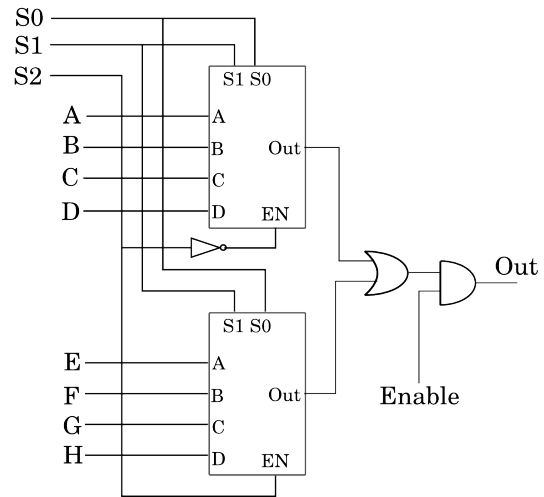 S0
S1
S2
S1 S0
A A
B B Out
C C
D D
EN
Out
S1 S0
E A
F B Out
Enable
G C
H D
EN